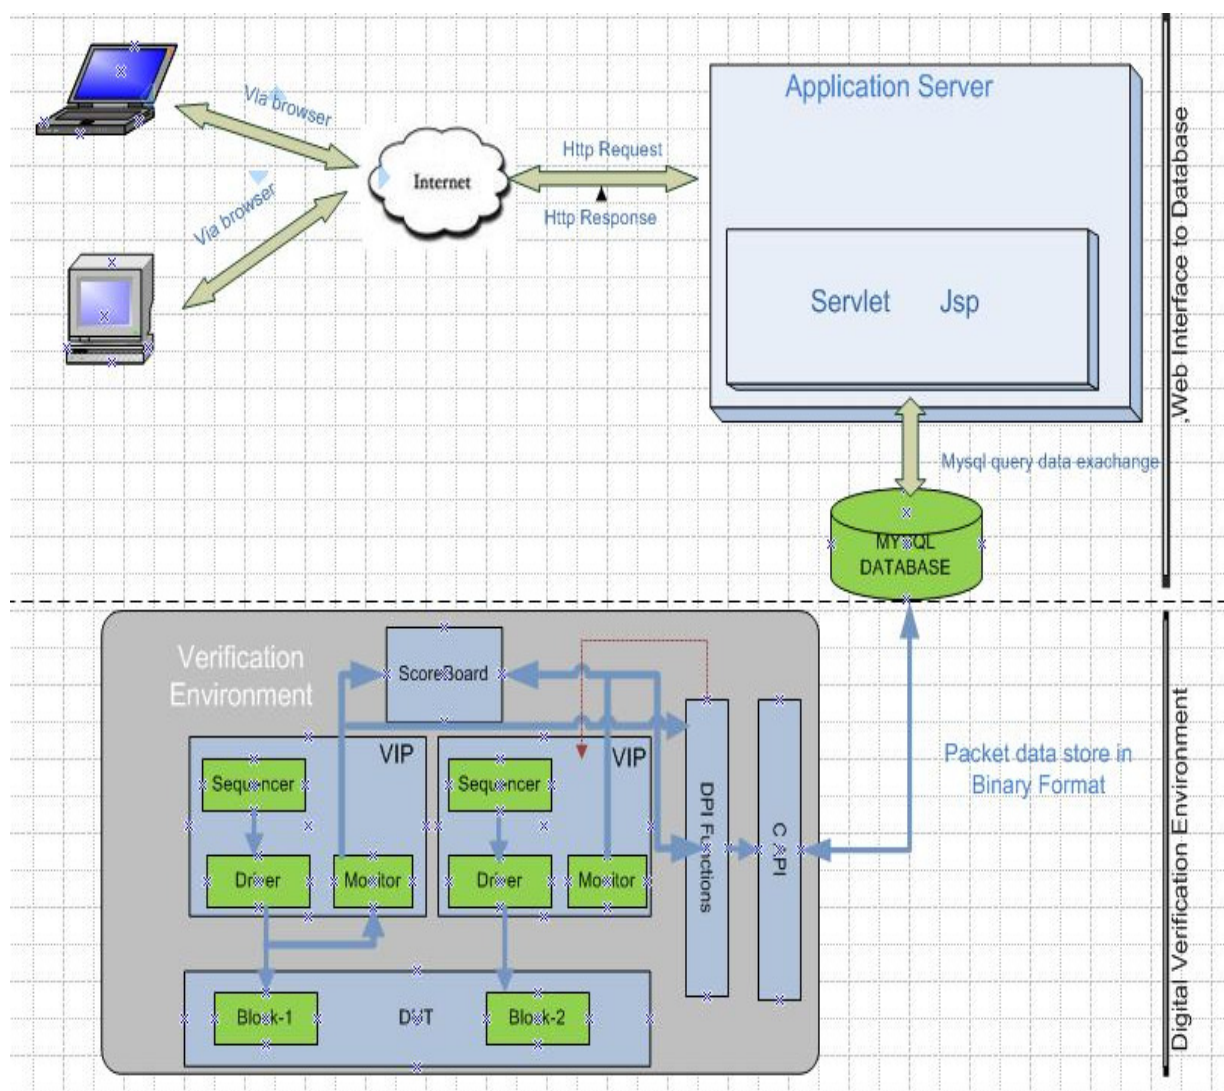 Via browser
Via browser
Internet
Http Request
Http Response
Application Server
Servlet Jsp
,Web Interface to Database
Mysql query data exachange
MYSQL
DATABASE
Verification
Environment
ScoreBoard
VIP
VIP
Sequencer
Sequencer
Driver
Monitor
Driver
Monitor
DPI Functions
C API
Packet data store in
Binary Format
Block-1
DUT
Block-2
Digital Verification Environment